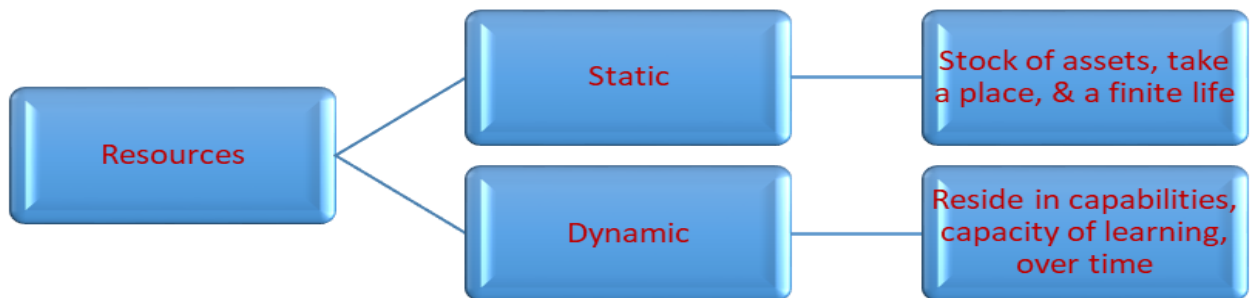 Resources
Static
Stock of assets, take
a place, & a finite life
Dynamic
Reside in capabilities,
capacity of learning,
over time